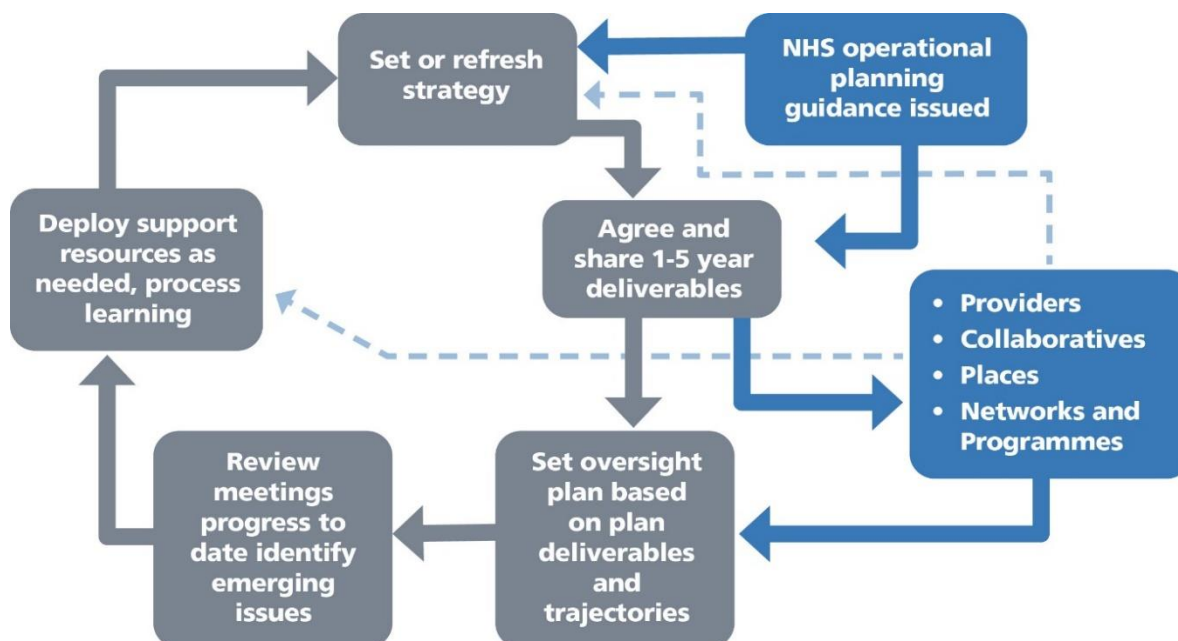 Set or refresh
strategy
NHS operational
planning
guidance issued
Deploy support
resources as
needed, process
learning
Agree and
share 1-5 year
deliverables
• Providers
• Collaboratives
• Places
• Networks and
Programmes
Review
meetings
progress to
date identify
emerging
issues
Set oversight
plan based
on plan
deliverables
and
trajectories